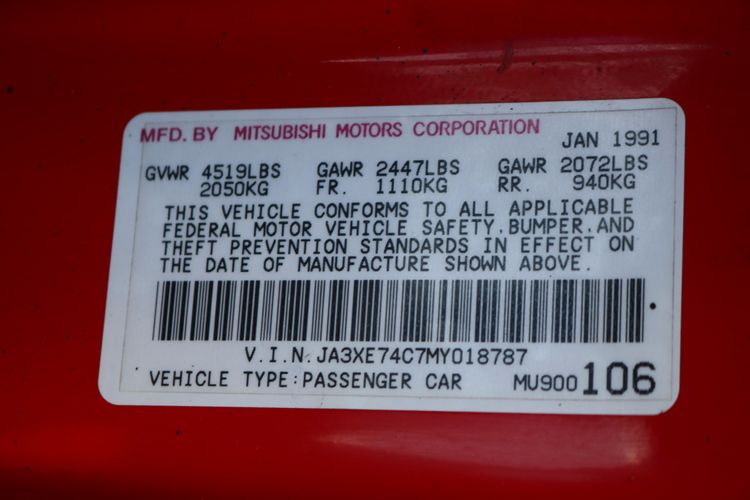 MFD. BY MITSUBISHI MOTORS CORPORATION JAN 1991
GVWR 4519LBS GAWR 2447LBS GAWR 2072LBS
2050KG FR. 1110KG RR. 940KG
THIS VEHICLE CONFORMS TO ALL APPLICABLE
FEDERAL MOTOR VEHICLE SAFETY,BUMPER,AND
THEFT PREVENTION STANDARDS IN EFFECT ON
THE DATE OF MANUFACTURE SHOWN ABOVE.
V.I.N.JA3XE74C7MY018787
VEHICLE TYPE:PASSENGER CAR MU900106